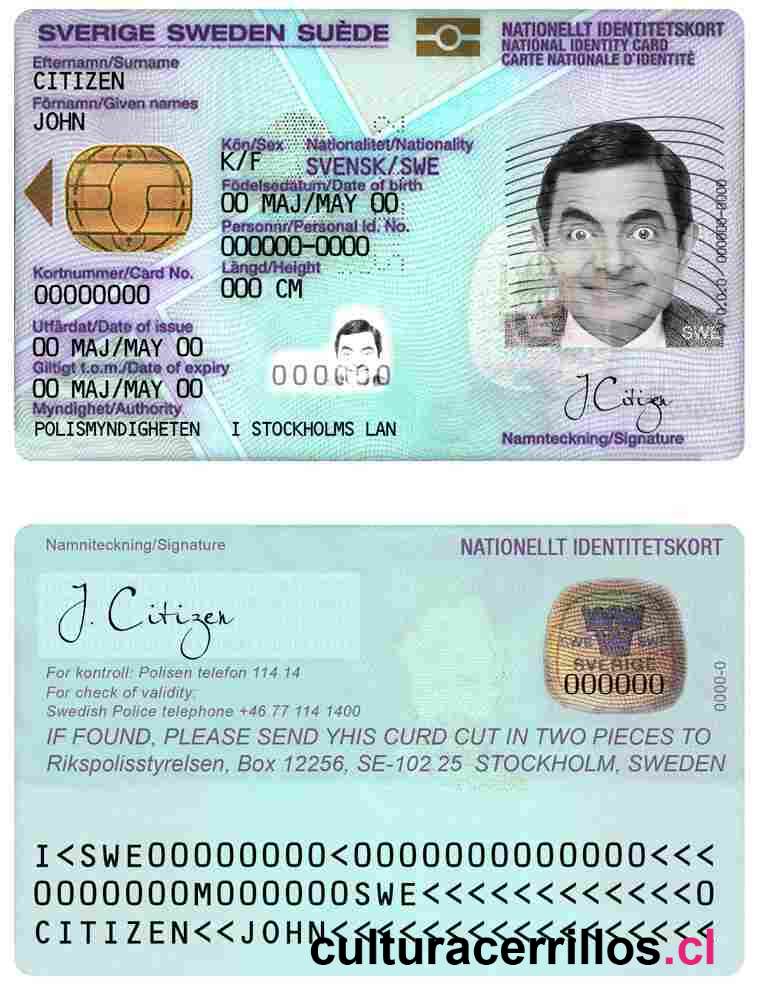 SVERIGE SWEDEN SUÈDE
NATIONELLT IDENTITETSKORT
NATIONAL IDENTITY CARD
CARTE NATIONALE D'IDENTITÉ
Efternamn/Surname
CITIZEN
Förnamn/Given names
JOHN
Kön/Sex Nationalitet/Nationality
K/F SVENSK/SWE
Födelsedatum/Date of birth
00 MAJ/MAY 00
Personnr/Personal Id. No.
000000-0000
Längd/Height
000 CM
Kortnummer/Card No.
00000000
Utfärdat/Date of issue
00 MAJ/MAY 00
Giltigt t.o.m./Date of expiry
00 MAJ/MAY 00
Myndighet/Authority
POLISMYNDIGHETEN I STOCKHOLMS LAN
000000
SWE
J Citizen
Namnteckning/Signature
Namniteckning/Signature
NATIONELLT IDENTITETSKORT
J. Citizen
For kontroll: Polisen telefon 114 14
For check of validity:
Swedish Police telephone +46 77 114 1400
SWE SWE
SVERIGE
000000
0000-0
IF FOUND, PLEASE SEND YHIS CURD CUT IN TWO PIECES TO
Rikspolisstyrelsen, Box 12256, SE-102 25 STOCKHOLM, SWEDEN
I<SWE00000000<0000000000000<<<
0000000M000000SWE<<<<<<<<<<<<0
CITIZEN<<JOHN<<<<<<<<<<<<<<<<<
culturacerrillos.cl